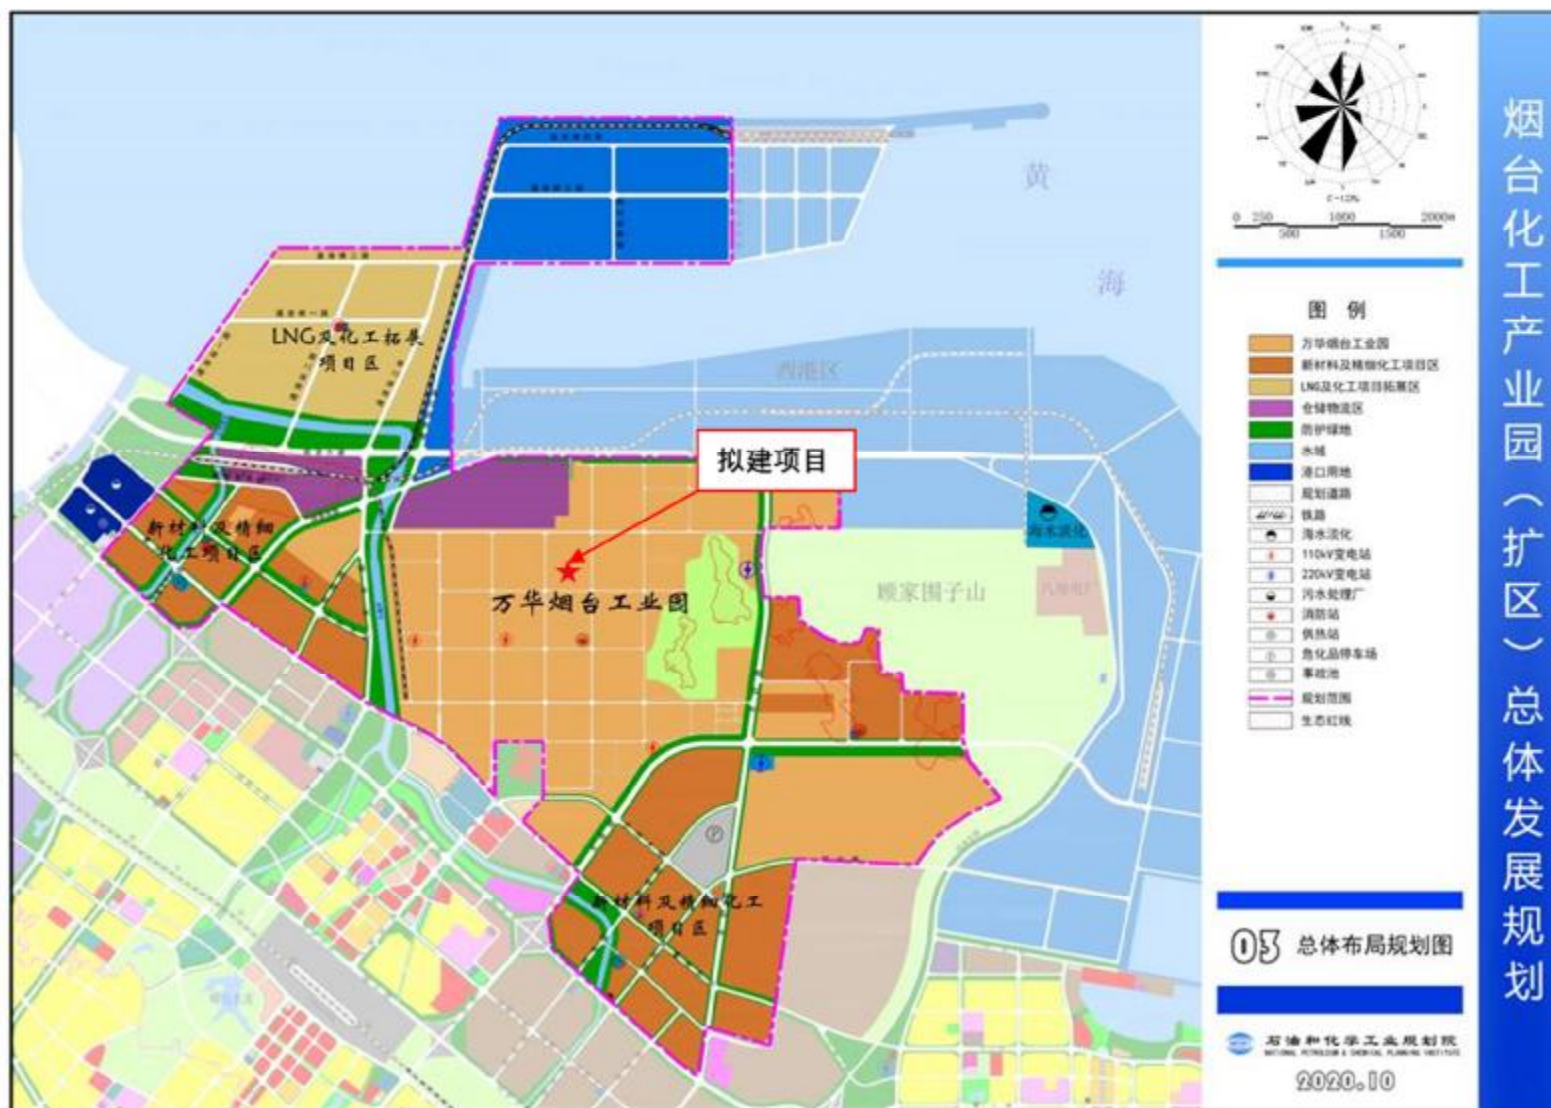 黄
海
LNG及化工拓展
项目区
西港区
拟建项目
海水淡化
新材料及精细
化工项目区
顾家围子山
万华烟台工业园
新材料及精细化工
项目区
C=12%
0 250 1000 2000m
500 1500
图 例
万华烟台工业园
新材料及精细化工项目区
LNG及化工项目拓展区
仓储物流区
防护绿地
水域
港口用地
规划道路
铁路
海水淡化
110kV变电站
220kV变电站
污水处理厂
消防站
供热站
危化品停车场
事故池
规划范围
生态红线
03 总体布局规划图
石油和化学工业规划院
NATIONAL PETROLEUM & CHEMICAL PLANNING INSTITUTE
2020.10
烟台化工产业园（扩区）总体发展规划